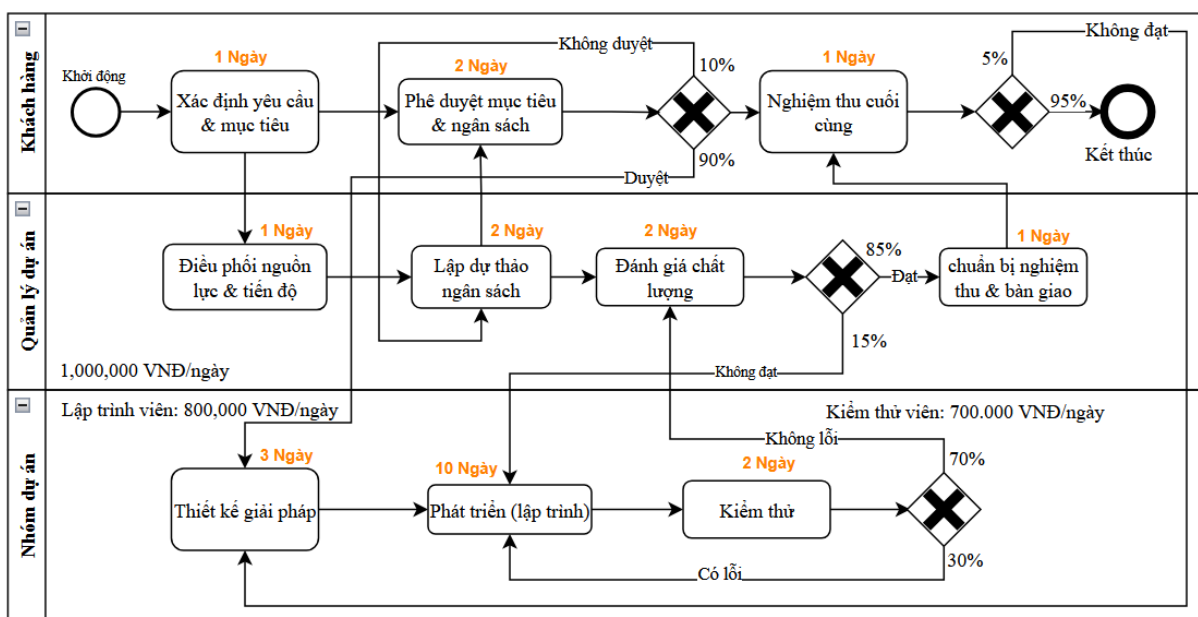 Khách hàng
Khởi động
1 Ngày
Xác định yêu cầu
& mục tiêu
2 Ngày
Phê duyệt mục tiêu
& ngân sách
Không duyệt
10%
90%
Duyệt
1 Ngày
Nghiệm thu cuối
cùng
5%
Không đạt
95%
Kết thúc
Quản lý dự án
1 Ngày
Điều phối nguồn
lực & tiến độ
2 Ngày
Lập dự thảo
ngân sách
2 Ngày
Đánh giá chất
lượng
85%
Đạt
15%
Không đạt
1 Ngày
chuẩn bị nghiệm
thu & bàn giao
1,000,000 VNĐ/ngày
Nhóm dự án
Lập trình viên: 800,000 VNĐ/ngày
Kiểm thử viên: 700.000 VNĐ/ngày
3 Ngày
Thiết kế giải pháp
10 Ngày
Phát triển (lập trình)
2 Ngày
Kiểm thử
Không lỗi
70%
30%
Có lỗi